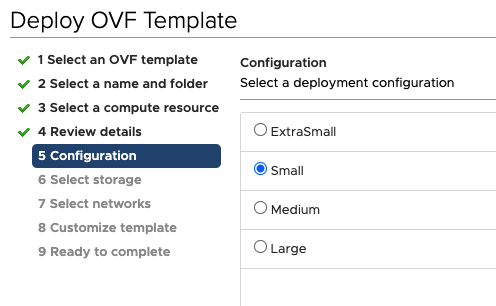 Deploy OVF Template
1 Select an OVF template
2 Select a name and folder
3 Select a compute resource
4 Review details
5 Configuration
6 Select storage
7 Select networks
8 Customize template
9 Ready to complete
Configuration
Select a deployment configuration
ExtraSmall
Small
Medium
Large